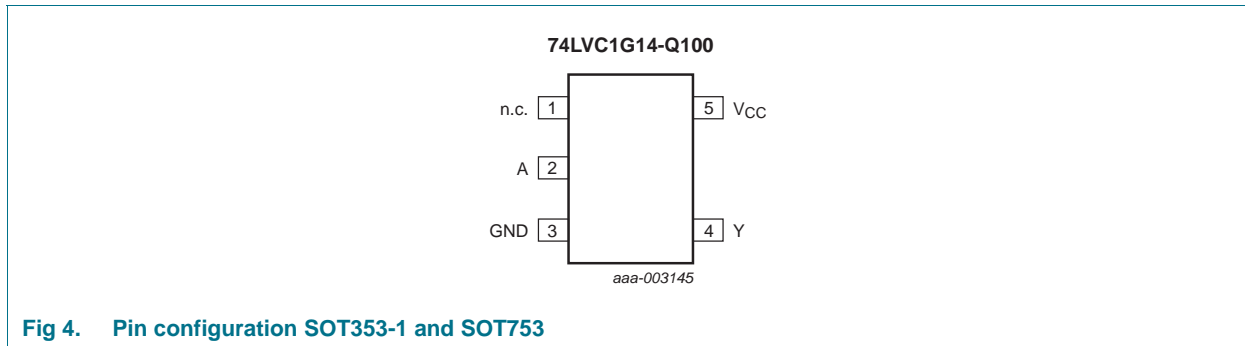 74LVC1G14-Q100
n.c. 1
5 VCC
A 2
GND 3
4 Y
aaa-003145
Fig 4. Pin configuration SOT353-1 and SOT753